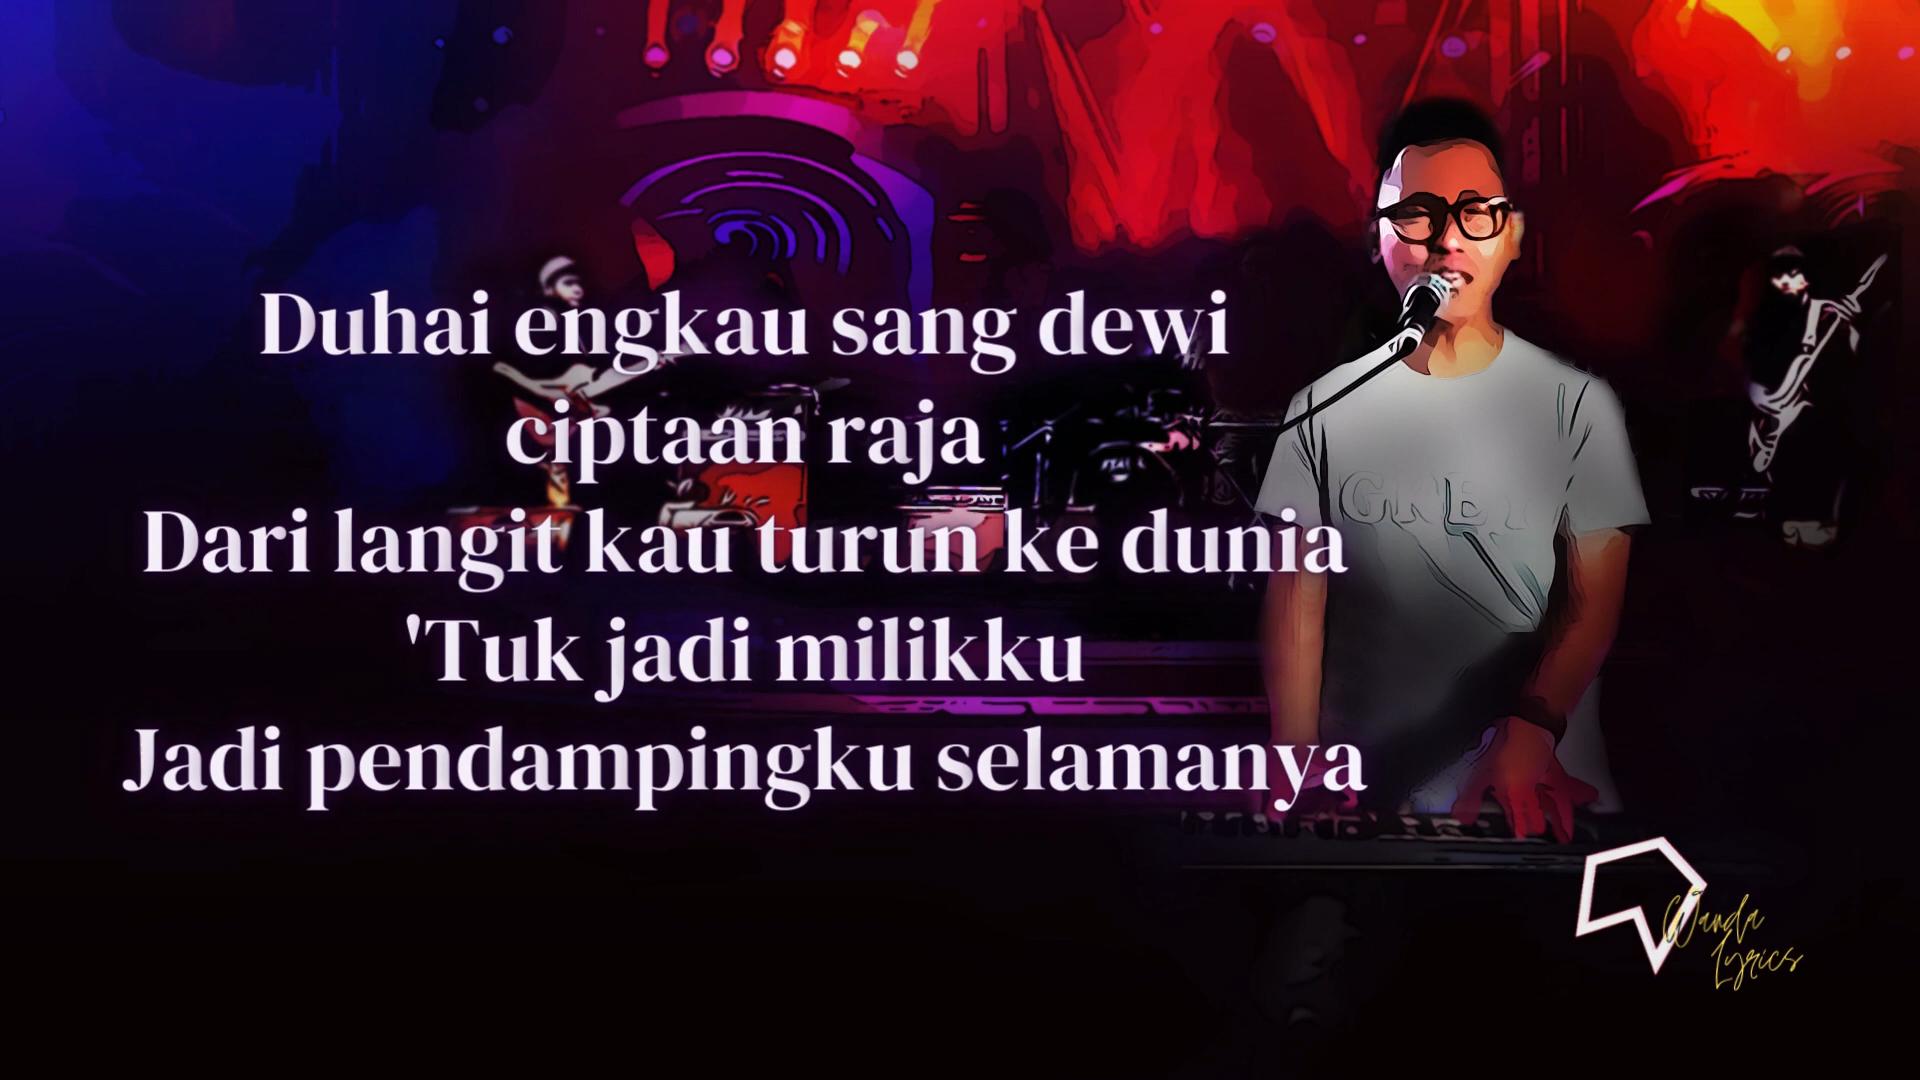 Duhai engkau sang dewi
ciptaan raja
Dari langit kau turun ke dunia
'Tuk jadi milikku
Jadi pendampingku selamanya
Wanda
Lyrics